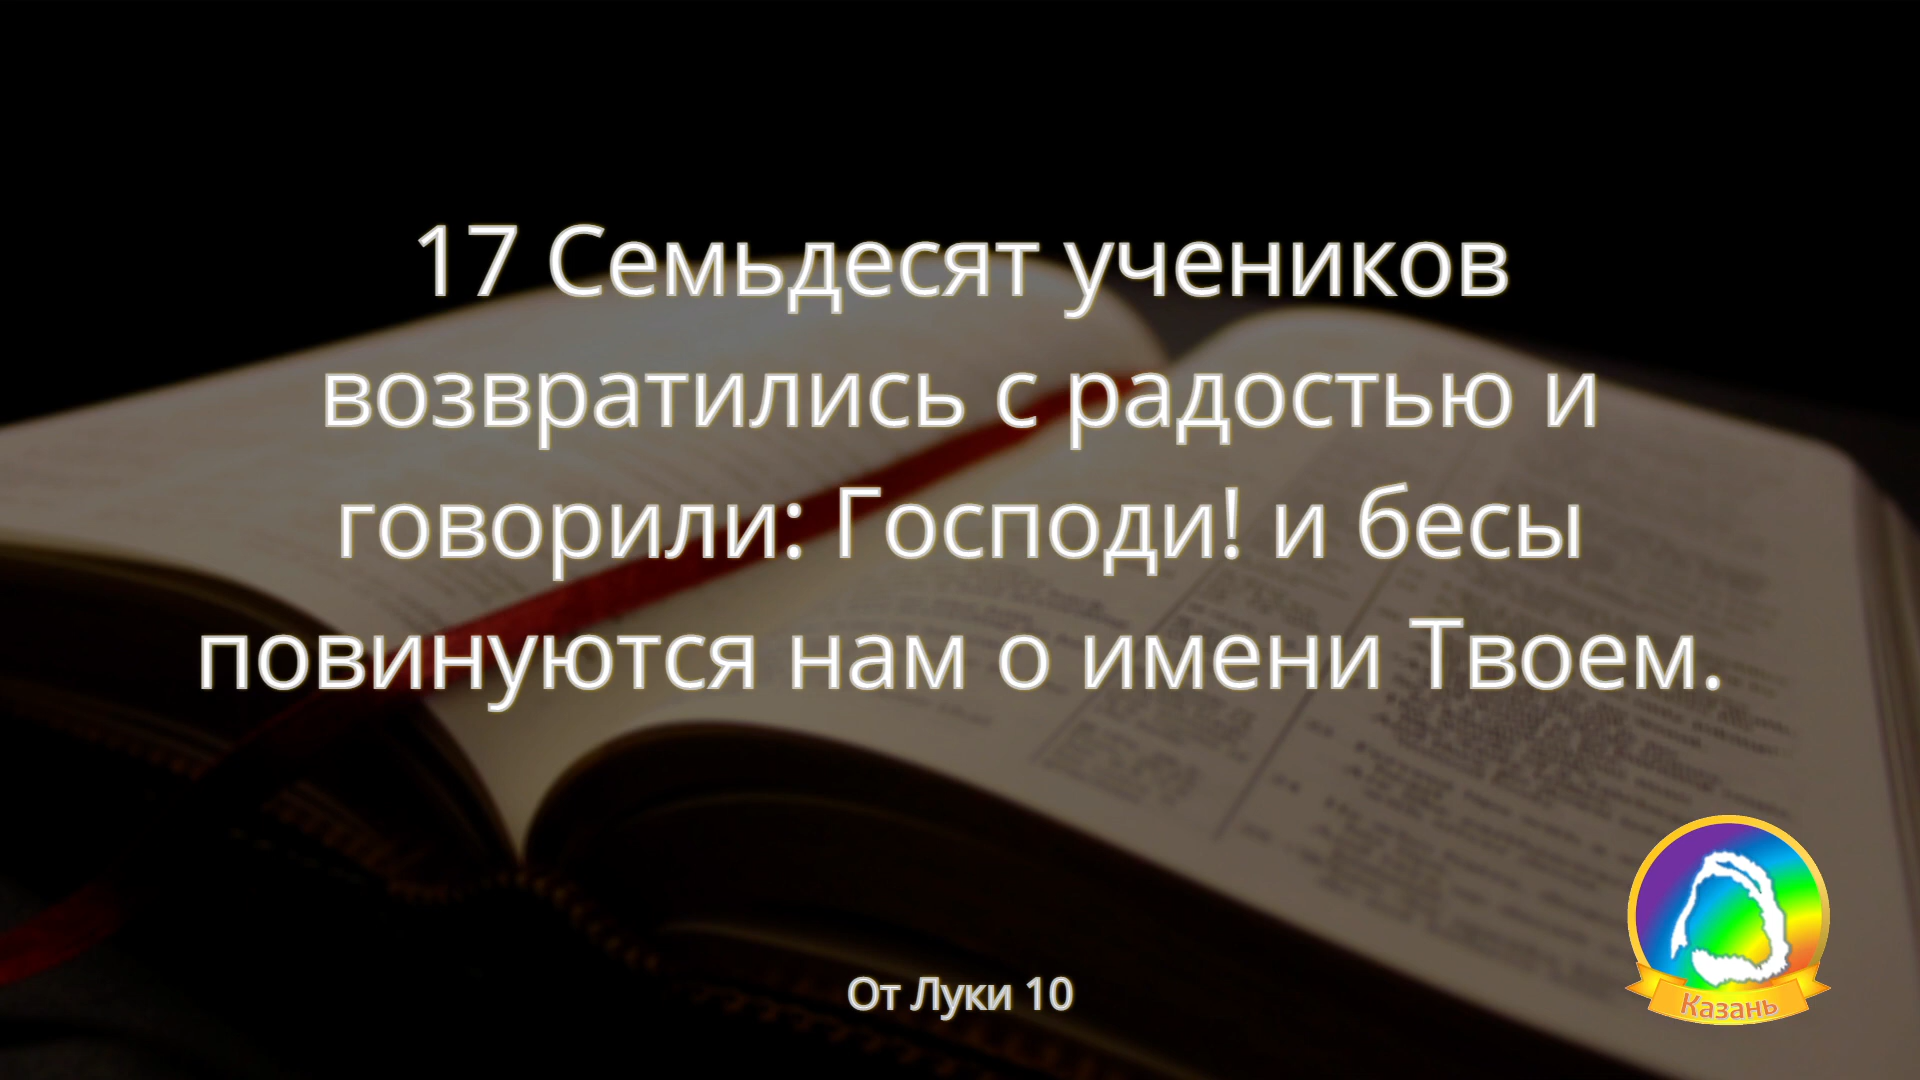 17 Семьдесят учеников
возвратились с радостью и
говорили: Господи! и бесы
повинуются нам о имени Твоем.
От Луки 10
Казань